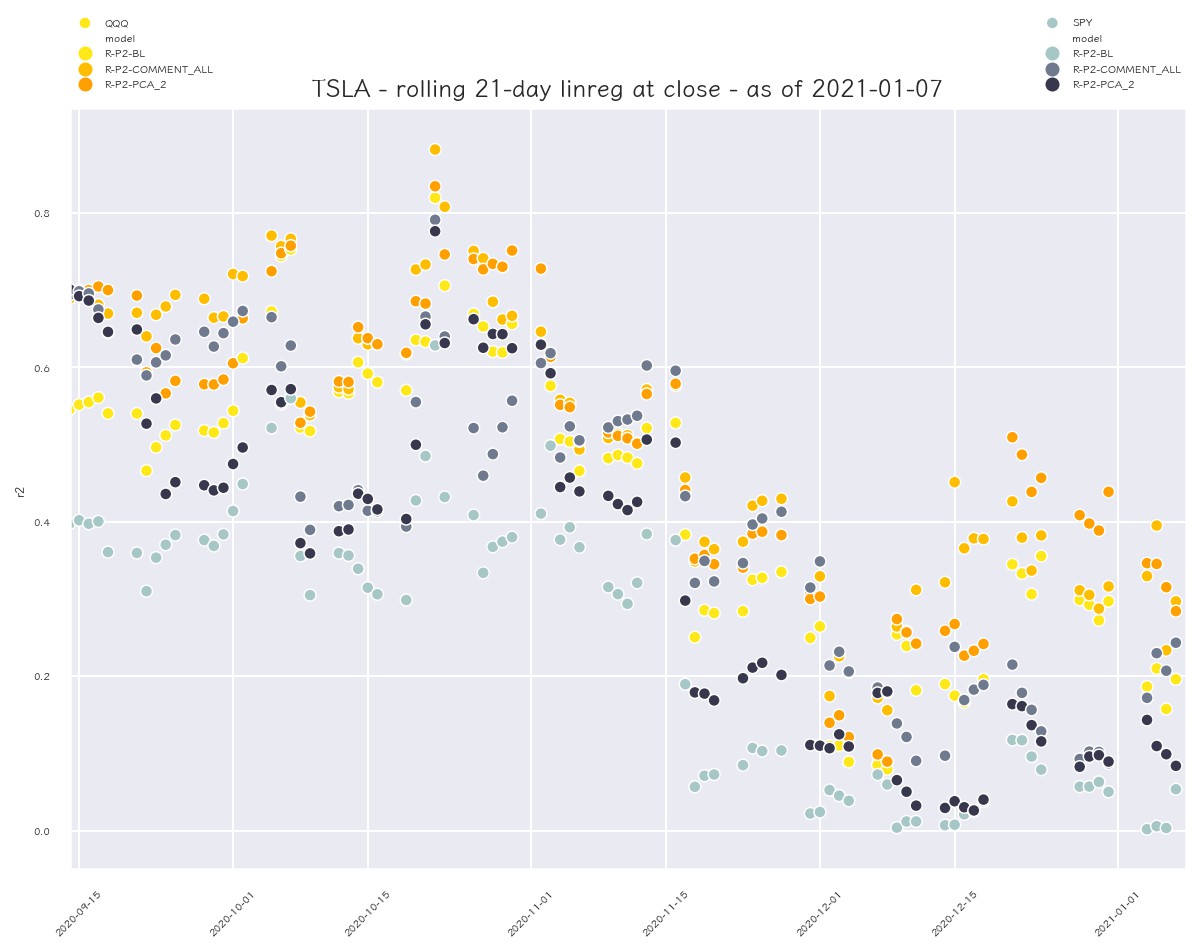 QQQ
model
R-P2-BL
R-P2-COMMENT_ALL
R-P2-PCA_2
SPY
model
R-P2-BL
R-P2-COMMENT_ALL
R-P2-PCA_2
TSLA - rolling 21-day linreg at close - as of 2021-01-07
r2
0.8
0.6
0.4
0.2
0.0
2020-09-15
2020-10-01
2020-10-15
2020-11-01
2020-11-15
2020-12-01
2020-12-15
2021-01-01